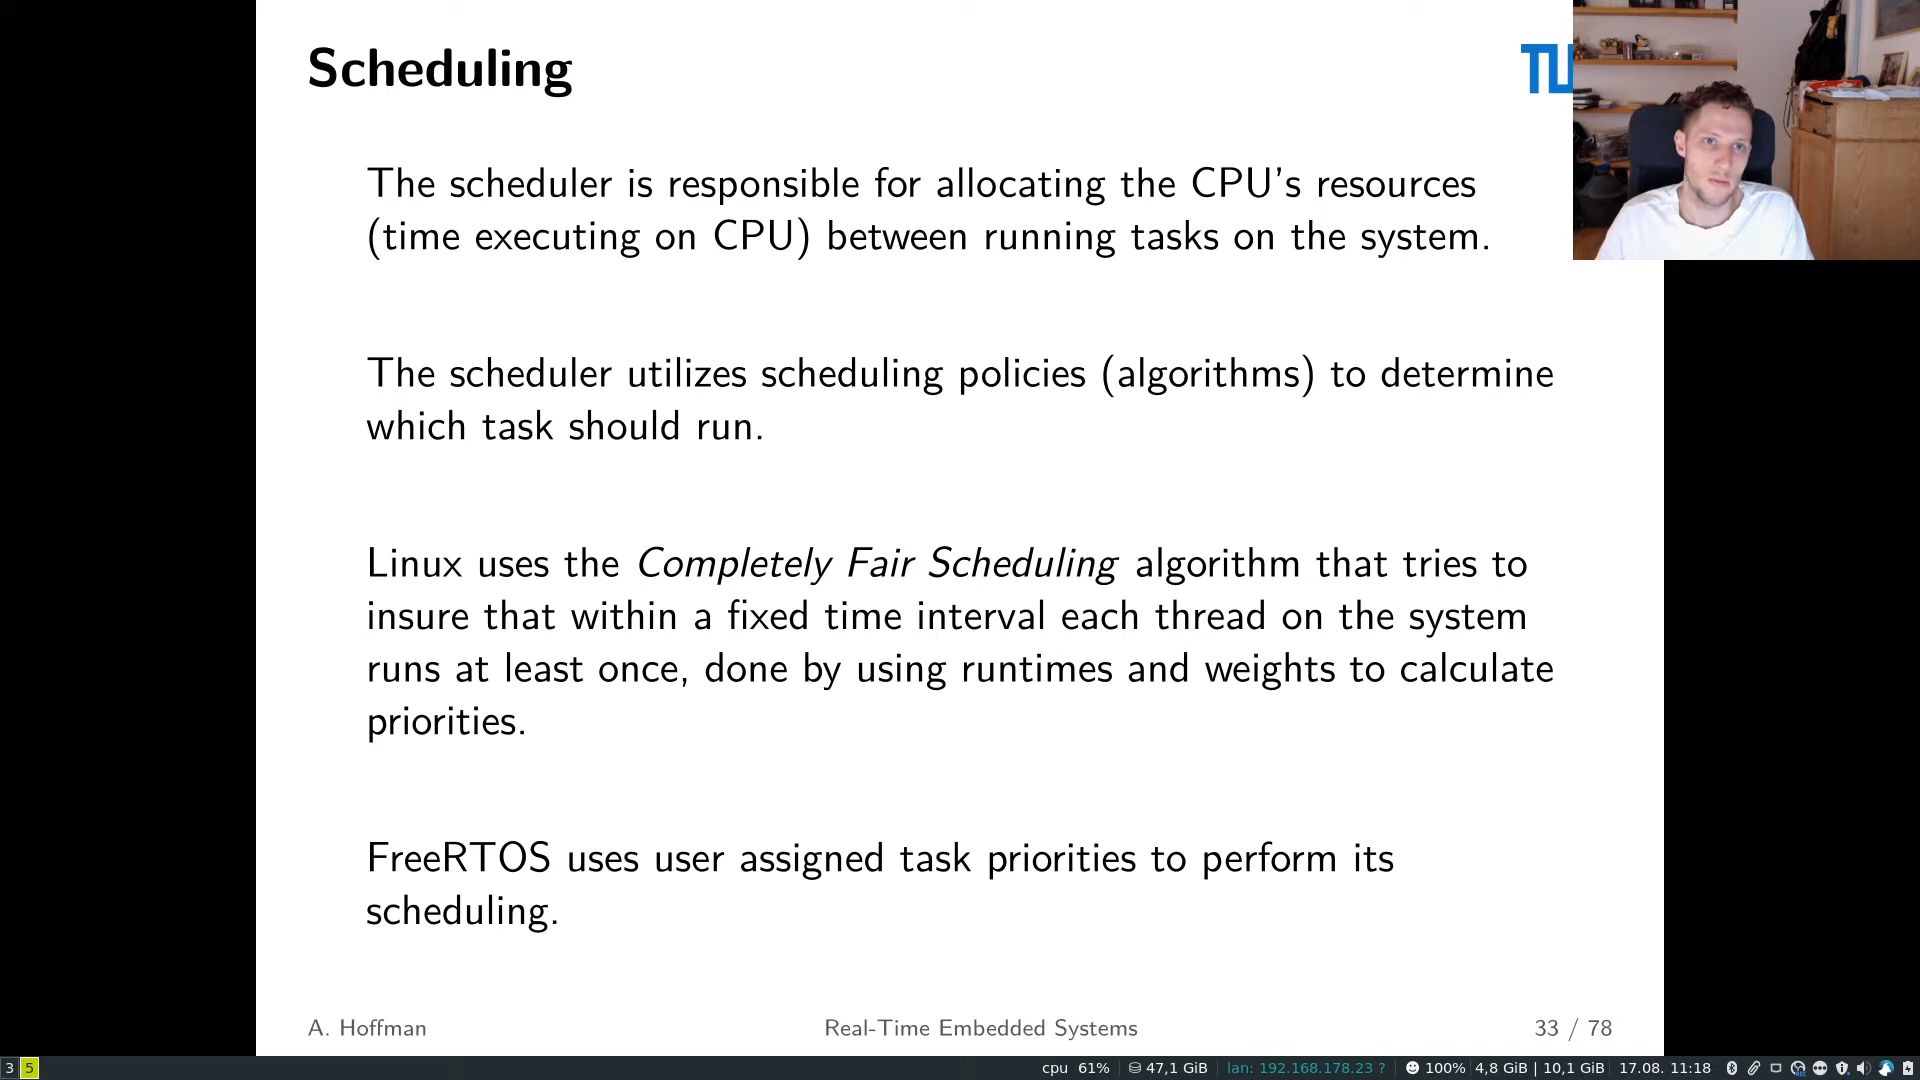 Scheduling
TU
The scheduler is responsible for allocating the CPU's resources
(time executing on CPU) between running tasks on the system.
The scheduler utilizes scheduling policies (algorithms) to determine
which task should run.
Linux uses the Completely Fair Scheduling algorithm that tries to
insure that within a fixed time interval each thread on the system
runs at least once, done by using runtimes and weights to calculate
priorities.
FreeRTOS uses user assigned task priorities to perform its
scheduling.
A. Hoffman Real-Time Embedded Systems 33 / 78
3 5 cpu 61% 47,1 GiB lan: 192.168.178.23 ? 100% 4,8 GiB | 10,1 GiB 17.08. 11:18